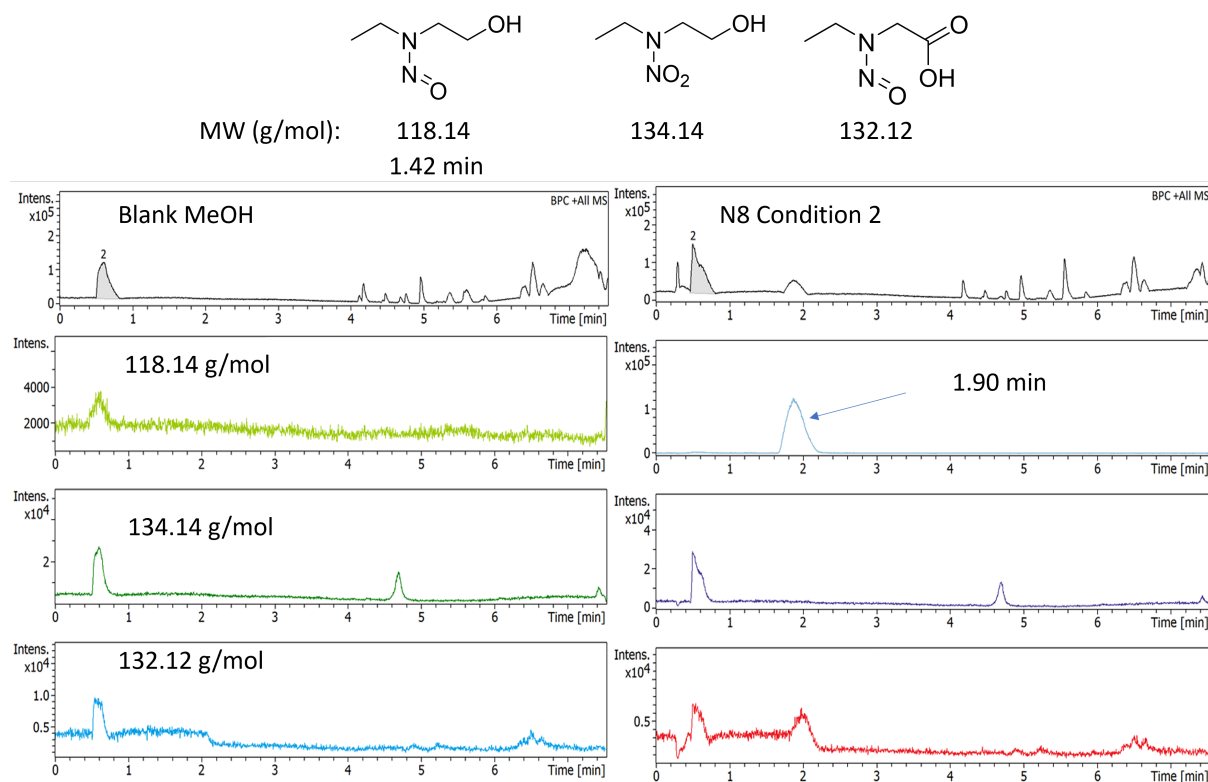 OH OH O
N N N
N NO2 N OH
O O
MW (g/mol): 118.14 134.14 132.12
1.42 min
Intens. x10^5 Blank MeOH BPC +All MS
2
2
1
0
0 1 2 3 4 5 6 Time [min]
Intens. x10^5 N8 Condition 2 BPC +All MS
2
2
1
0
0 1 2 3 4 5 6 Time [min]
Intens. 118.14 g/mol
4000
2000
0 1 2 3 4 5 6 Time [min]
Intens. x10^5 1.90 min
1
0
0 1 2 3 4 5 6 Time [min]
Intens. x10^4 134.14 g/mol
2
0 1 2 3 4 5 6 Time [min]
Intens. x10^4
4
2
0
0 1 2 3 4 5 6 Time [min]
Intens. x10^4 132.12 g/mol
1.0
0.5
0 1 2 3 4 5 6 Time [min]
Intens. x10^4
0.5
0 1 2 3 4 5 6 Time [min]